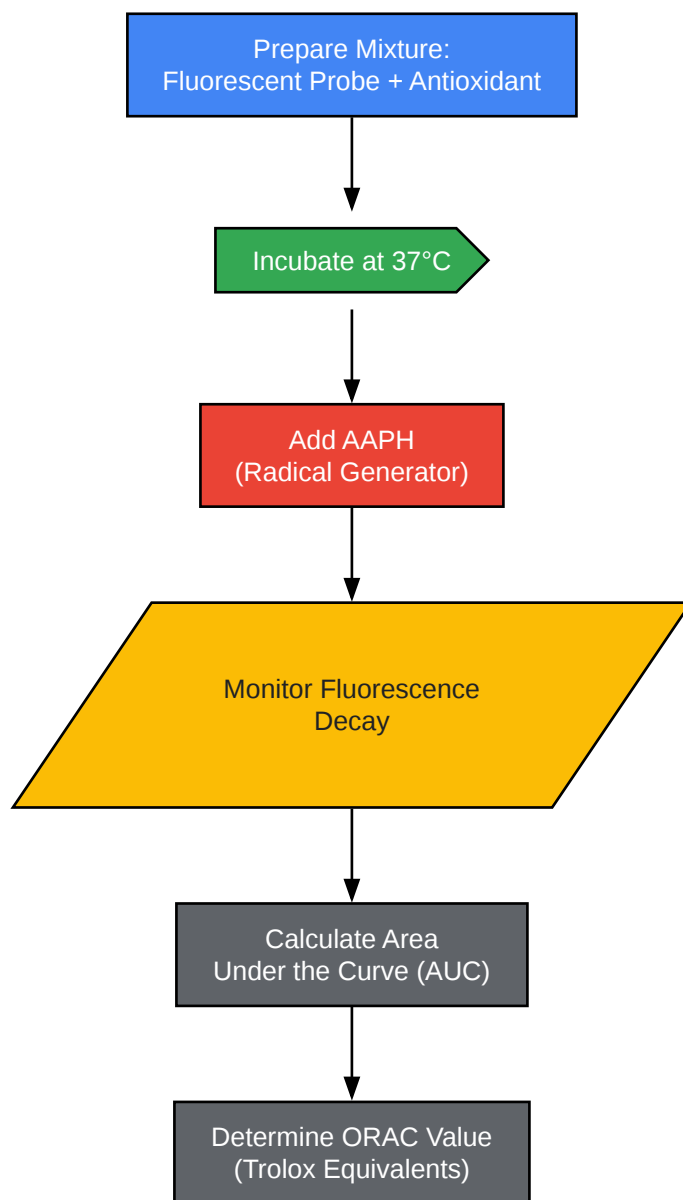 Prepare Mixture:
Fluorescent Probe + Antioxidant
Incubate at 37°C
Add AAPH
(Radical Generator)
Monitor Fluorescence
Decay
Calculate Area
Under the Curve (AUC)
Determine ORAC Value
(Trolox Equivalents)